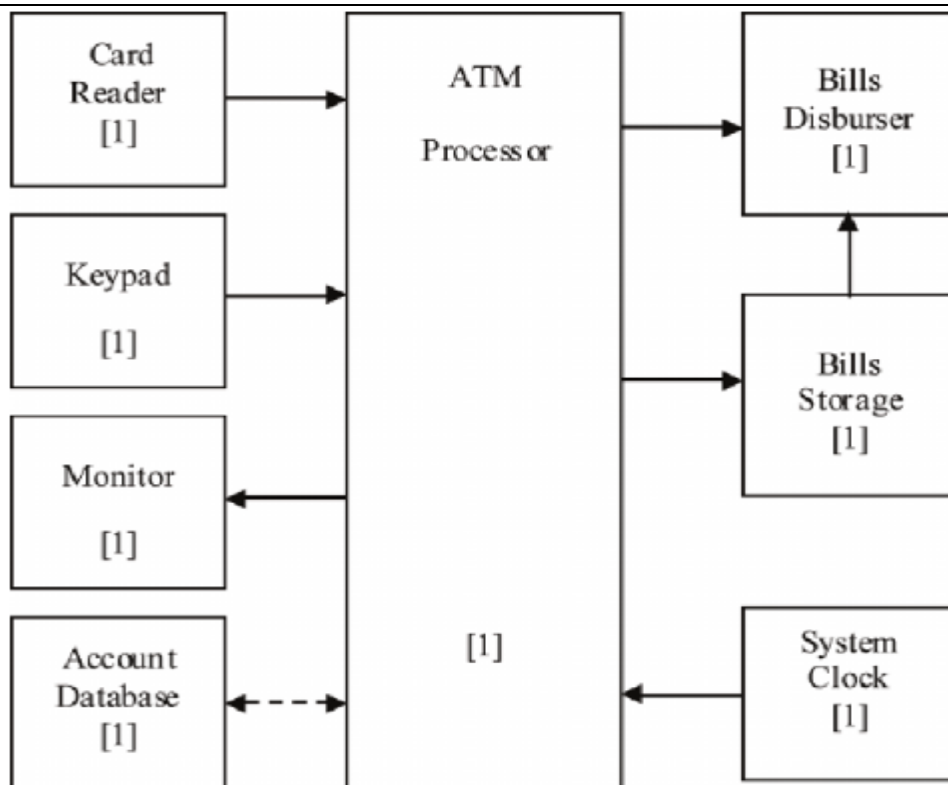 Card
Reader
[1]
Keypad
[1]
Monitor
[1]
Account
Database
[1]
ATM
Processor
[1]
Bills
Disburser
[1]
Bills
Storage
[1]
System
Clock
[1]